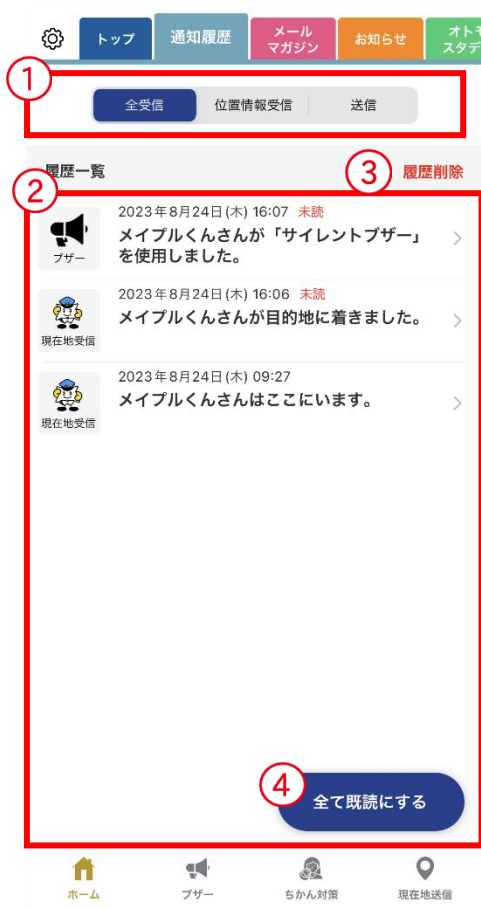 トップ
通知履歴
メール
マガジン
お知らせ
オトモ
スタデ
①
全受信
位置情報受信
送信
履歴一覧
③
履歴削除
②
2023年8月24日(木) 16:07 未読
メイプルくんさんが「サイレントブザー」
を使用しました。
ブザー
2023年8月24日(木) 16:06 未読
メイプルくんさんが目的地に着きました。
現在地受信
2023年8月24日(木) 09:27
メイプルくんさんはここにいます。
現在地受信
④
全て既読にする
ホーム
ブザー
ちかん対策
現在地送信